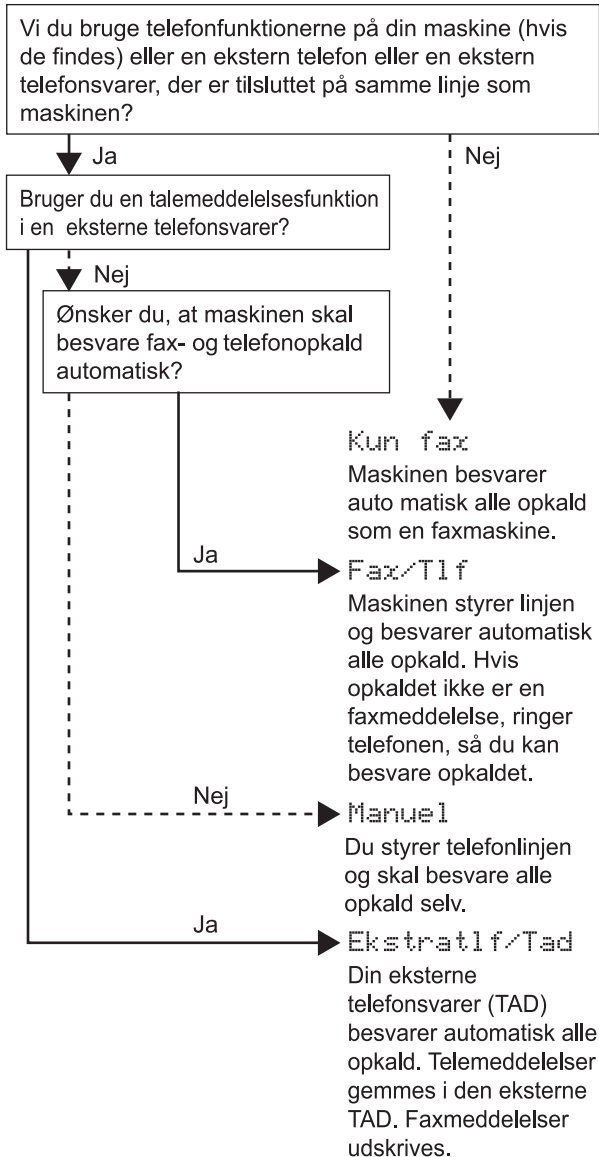 Vi du bruge telefonfunktionerne på din maskine (hvis
de findes) eller en ekstern telefon eller en ekstern
telefonsvarer, der er tilsluttet på samme linje som
maskinen?
Ja
Nej
Bruger du en talemeddelelsesfunktion
i en eksterne telefonsvarer?
Nej
Ønsker du, at maskinen skal
besvare fax- og telefonopkald
automatisk?
Kun fax
Maskinen besvarer
auto matisk alle opkald
som en faxmaskine.
Ja
Fax/Tlf
Maskinen styrer linjen
og besvarer automatisk
alle opkald. Hvis
opkaldet ikke er en
faxmeddelelse, ringer
telefonen, så du kan
besvare opkaldet.
Nej
Manuel
Du styrer telefonlinjen
og skal besvare alle
opkald selv.
Ja
Ekstratlf/Tad
Din eksterne
telefonsvarer (TAD)
besvarer automatisk alle
opkald. Telemeddelelser
gemmes i den eksterne
TAD. Faxmeddelelser
udskrives.